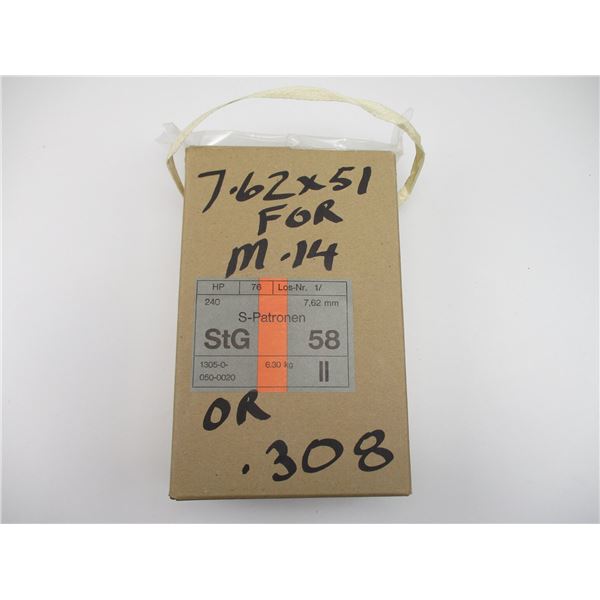 7.62x51
FOR
M.14
HP 76 Los-Nr. 1/
240 7,62 mm
S-Patronen
StG 58
1305-0- 6.30 kg II
050-0020
OR
.308